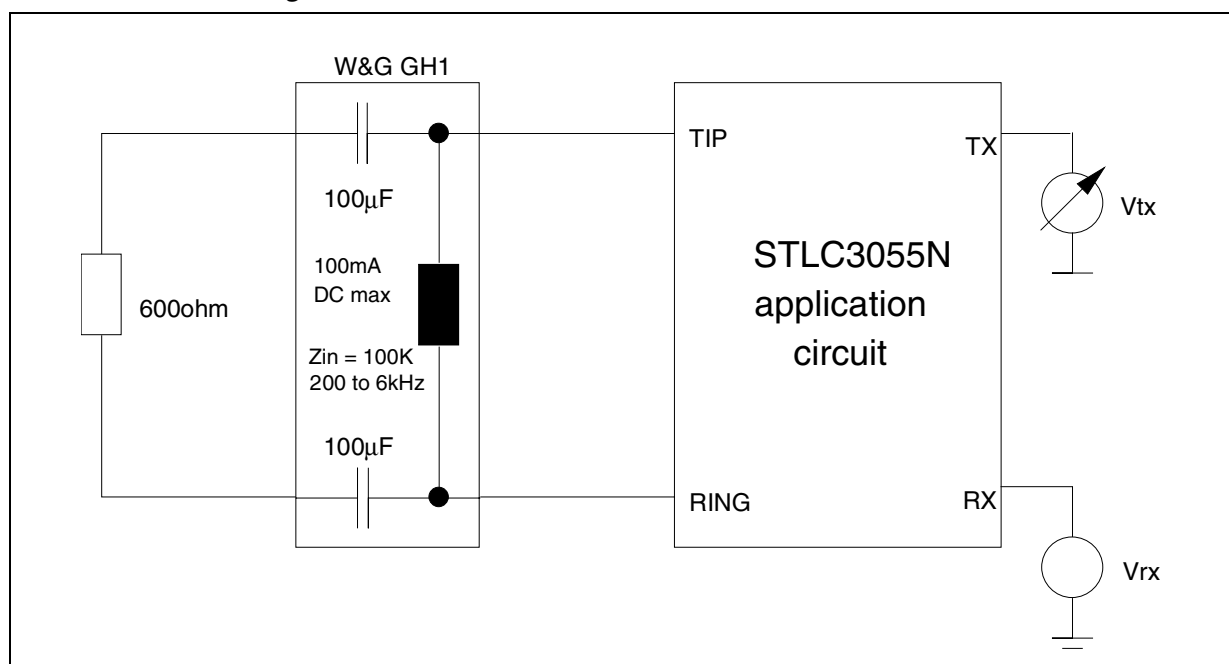 W&G GH1
TIP
TX
100μF
Vtx
STLC3055N
application
circuit
100mA
DC max
600ohm
Zin = 100K
200 to 6kHz
100μF
RING
RX
Vrx